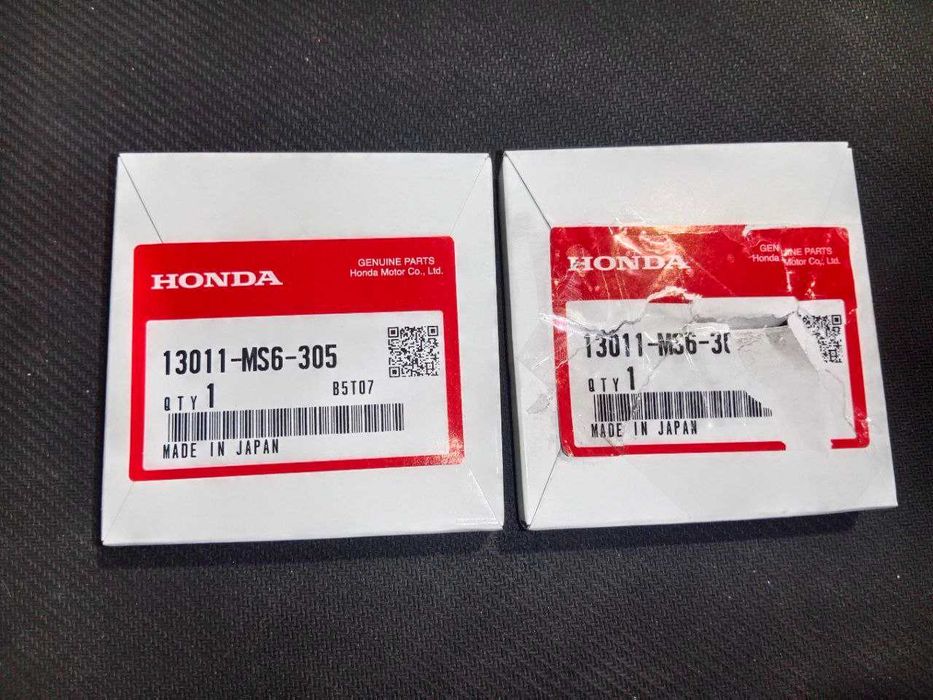 HONDA
GENUINE PARTS
Honda Motor Co., Ltd.
13011-MS6-305
QTY 1
B5T07
MADE IN JAPAN
HONDA
GENUINE PARTS
Honda Motor Co., Ltd.
13011-MS6-3
QTY 1
MADE IN JAPAN